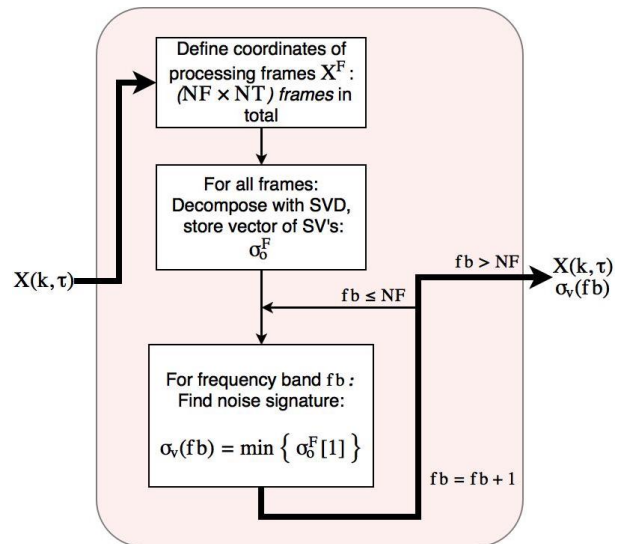 Define coordinates of
processing frames X^F :
(NF × NT) frames in
total
For all frames:
Decompose with SVD,
store vector of SV's:
σ_o^F
X(k,τ)
fb > NF
X(k,τ)
σ_v(fb)
fb ≤ NF
For frequency band fb:
Find noise signature:
σ_v(fb) = min { σ_o^F [1] }
fb = fb + 1